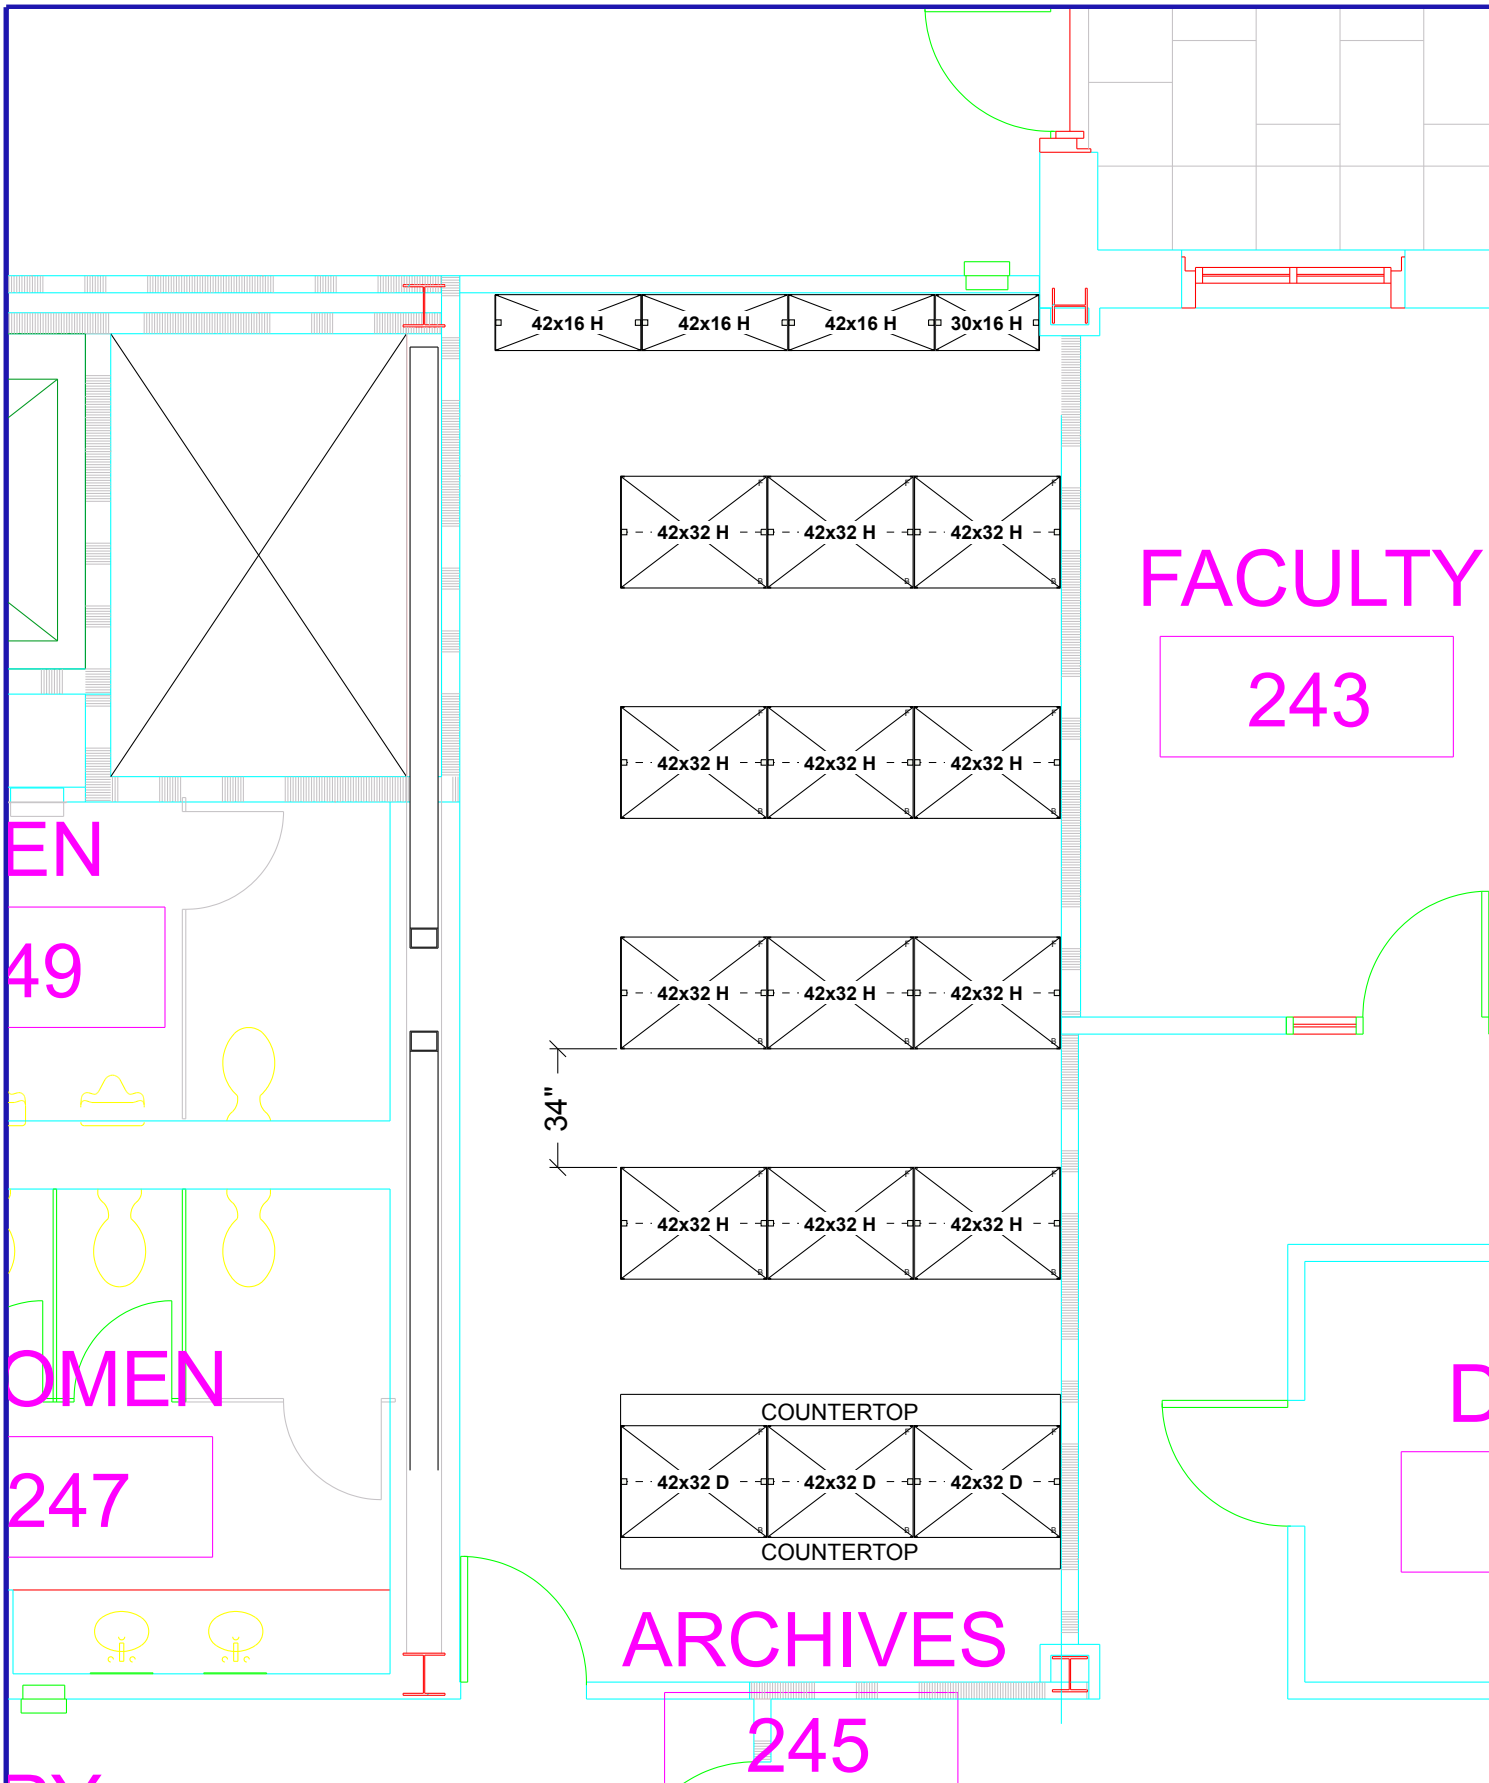 42x16 H 42x16 H 42x16 H 30x16 H
F F F
42x32 H 42x32 H 42x32 H
B B B
FACULTY
243
F F F
42x32 H 42x32 H 42x32 H
B B B
EN
49
F F F
42x32 H 42x32 H 42x32 H
B B B
34"
F F F
42x32 H 42x32 H 42x32 H
B B B
OMEN
247
D
COUNTERTOP
F F F
42x32 D 42x32 D 42x32 D
B B B
COUNTERTOP
ARCHIVES
245